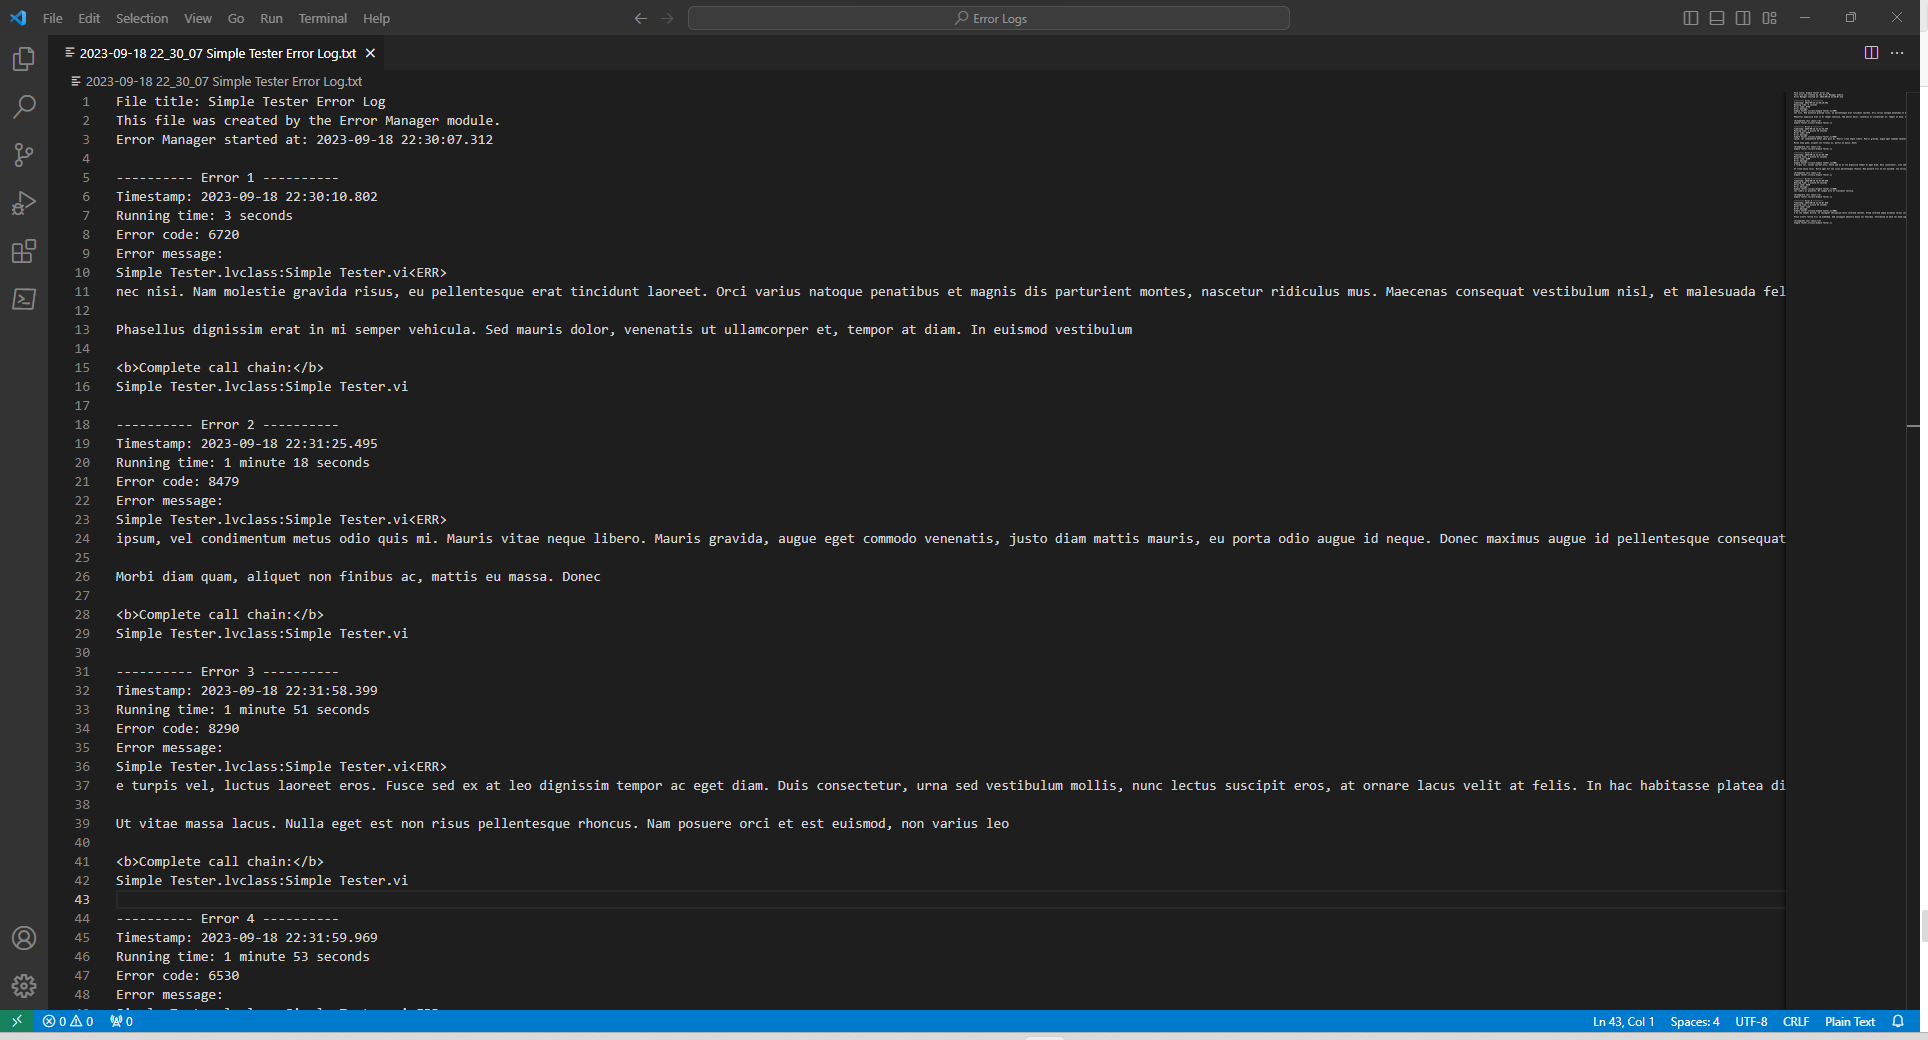 File Edit Selection View Go Run Terminal Help
Error Logs
2023-09-18 22_30_07 Simple Tester Error Log.txt
2023-09-18 22_30_07 Simple Tester Error Log.txt
1 File title: Simple Tester Error Log
2 This file was created by the Error Manager module.
3 Error Manager started at: 2023-09-18 22:30:07.312
4
5 ---------- Error 1 ----------
6 Timestamp: 2023-09-18 22:30:10.802
7 Running time: 3 seconds
8 Error code: 6720
9 Error message:
10 Simple Tester.lvclass:Simple Tester.vi<ERR>
11 nec nisi. Nam molestie gravida risus, eu pellentesque erat tincidunt laoreet. Orci varius natoque penatibus et magnis dis parturient montes, nascetur ridiculus mus. Maecenas consequat vestibulum nisl, et malesuada fel
12
13 Phasellus dignissim erat in mi semper vehicula. Sed mauris dolor, venenatis ut ullamcorper et, tempor at diam. In euismod vestibulum
14
15 <b>Complete call chain:</b>
16 Simple Tester.lvclass:Simple Tester.vi
17
18 ---------- Error 2 ----------
19 Timestamp: 2023-09-18 22:31:25.495
20 Running time: 1 minute 18 seconds
21 Error code: 8479
22 Error message:
23 Simple Tester.lvclass:Simple Tester.vi<ERR>
24 ipsum, vel condimentum metus odio quis mi. Mauris vitae neque libero. Mauris gravida, augue eget commodo venenatis, justo diam mattis mauris, eu porta odio augue id neque. Donec maximus augue id pellentesque consequat
25
26 Morbi diam quam, aliquet non finibus ac, mattis eu massa. Donec
27
28 <b>Complete call chain:</b>
29 Simple Tester.lvclass:Simple Tester.vi
30
31 ---------- Error 3 ----------
32 Timestamp: 2023-09-18 22:31:58.399
33 Running time: 1 minute 51 seconds
34 Error code: 8290
35 Error message:
36 Simple Tester.lvclass:Simple Tester.vi<ERR>
37 e turpis vel, luctus laoreet eros. Fusce sed ex at leo dignissim tempor ac eget diam. Duis consectetur, urna sed vestibulum mollis, nunc lectus suscipit eros, at ornare lacus velit at felis. In hac habitasse platea di
38
39 Ut vitae massa lacus. Nulla eget est non risus pellentesque rhoncus. Nam posuere orci et est euismod, non varius leo
40
41 <b>Complete call chain:</b>
42 Simple Tester.lvclass:Simple Tester.vi
43
44 ---------- Error 4 ----------
45 Timestamp: 2023-09-18 22:31:59.969
46 Running time: 1 minute 53 seconds
47 Error code: 6530
48 Error message:
0 0 0 Ln 43, Col 1 Spaces: 4 UTF-8 CRLF Plain Text